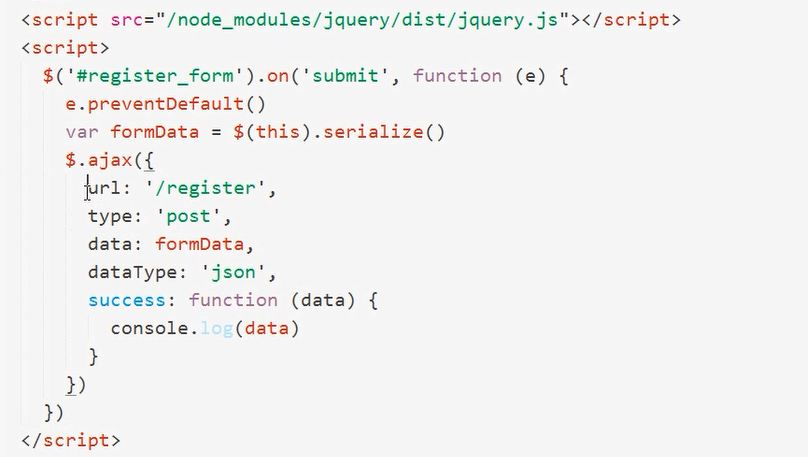 <script src="/node_modules/jquery/dist/jquery.js"></script>
<script>
  $('#register_form').on('submit', function (e) {
    e.preventDefault()
    var formData = $(this).serialize()
    $.ajax({
      url: '/register',
      type: 'post',
      data: formData,
      dataType: 'json',
      success: function (data) {
        console.log(data)
      }
    })
  })
</script>